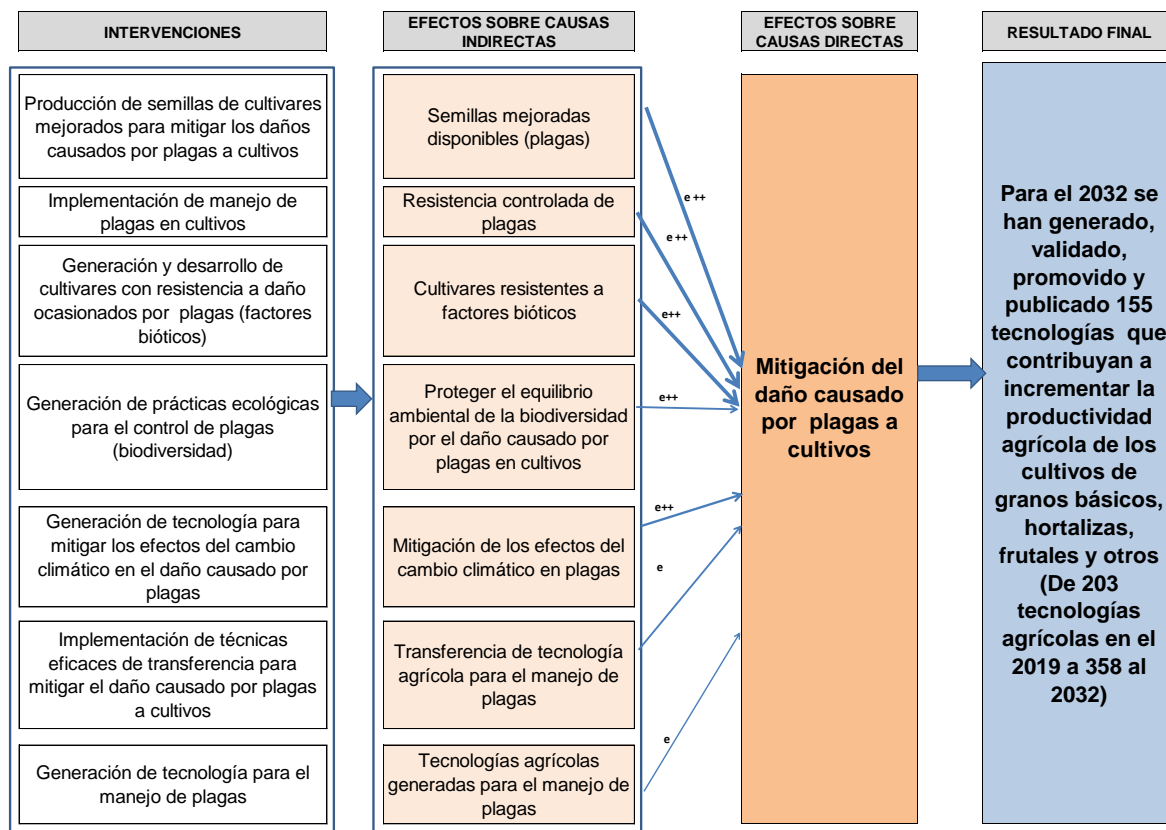 INTERVENCIONES
EFECTOS SOBRE CAUSAS
INDIRECTAS
EFECTOS SOBRE
CAUSAS DIRECTAS
RESULTADO FINAL
Producción de semillas de cultivares
mejorados para mitigar los daños
causados por plagas a cultivos
Implementación de manejo de
plagas en cultivos
Generación y desarrollo de
cultivares con resistencia a daño
ocasionados por plagas (factores
bióticos)
Generación de prácticas ecológicas
para el control de plagas
(biodiversidad)
Generación de tecnología para
mitigar los efectos del cambio
climático en el daño causado por
plagas
Implementación de técnicas
eficaces de transferencia para
mitigar el daño causado por plagas
a cultivos
Generación de tecnología para el
manejo de plagas
Semillas mejoradas
disponibles (plagas)
Resistencia controlada de
plagas
Cultivares resistentes a
factores bióticos
Proteger el equilibrio
ambiental de la biodiversidad
por el daño causado por
plagas en cultivos
Mitigación de los efectos del
cambio climático en plagas
Transferencia de tecnología
agrícola para el manejo de
plagas
Tecnologías agrícolas
generadas para el manejo de
plagas
e ++
e ++
e++
e++
e++
e
e
Mitigación del
daño causado
por plagas a
cultivos
Para el 2032 se
han generado,
validado,
promovido y
publicado 155
tecnologías que
contribuyan a
incrementar la
productividad
agrícola de los
cultivos de
granos básicos,
hortalizas,
frutales y otros
(De 203
tecnologías
agrícolas en el
2019 a 358 al
2032)